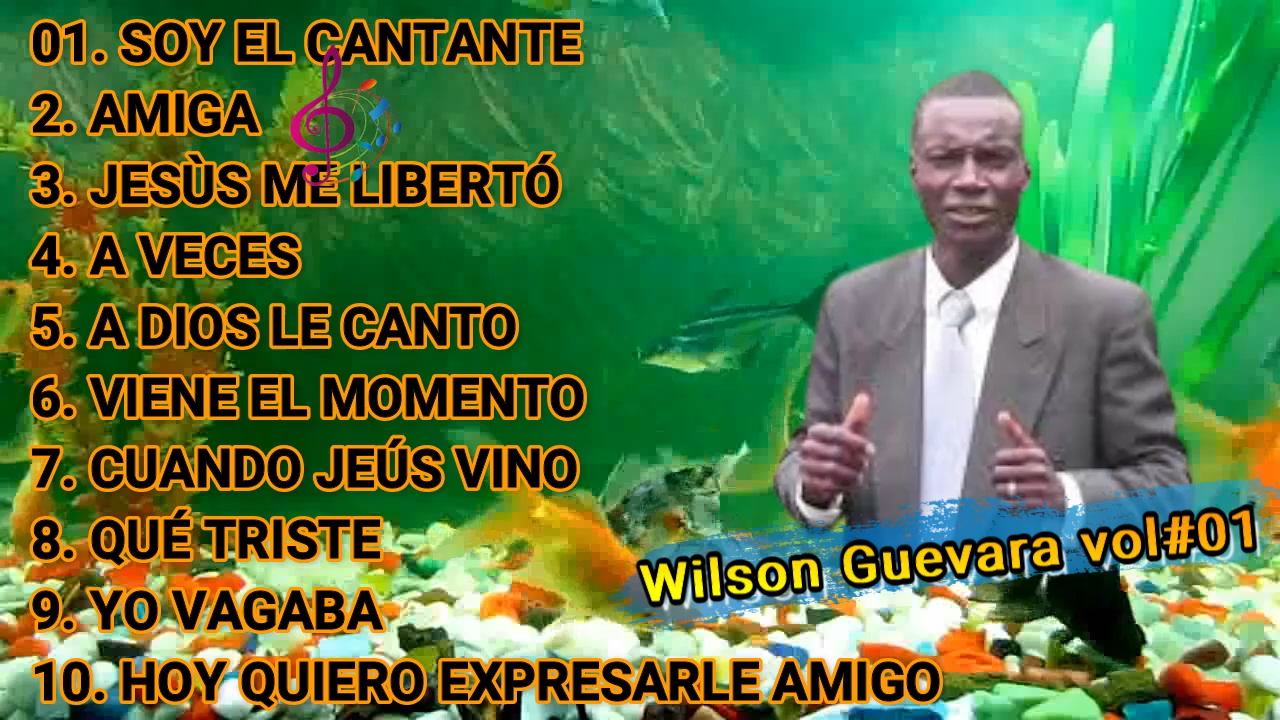 01. SOY EL CANTANTE
2. AMIGA
3. JESÙS ME LIBERTÓ
4. A VECES
5. A DIOS LE CANTO
6. VIENE EL MOMENTO
7. CUANDO JEÚS VINO
8. QUÉ TRISTE
9. YO VAGABA
10. HOY QUIERO EXPRESARLE AMIGO
Wilson Guevara vol#01